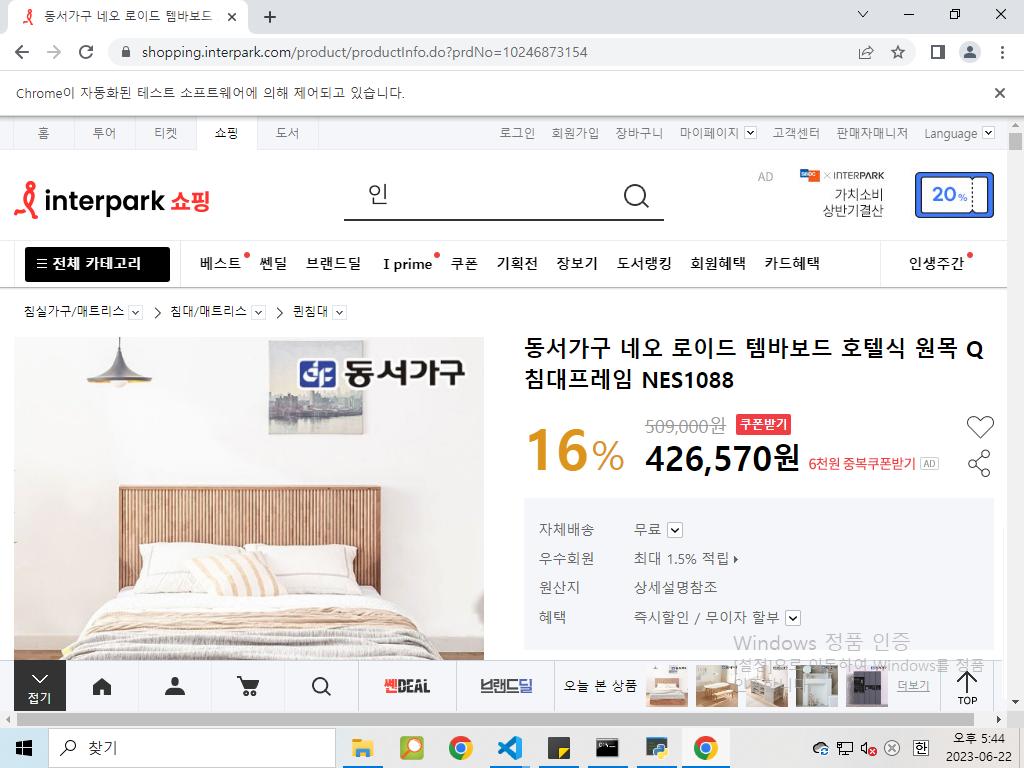 동서가구 네오 로이드 템바보드
shopping.interpark.com/product/productInfo.do?prdNo=10246873154
Chrome이 자동화된 테스트 소프트웨어에 의해 제어되고 있습니다.
홈 투어 티켓 쇼핑 도서 로그인 회원가입 장바구니 마이페이지 고객센터 판매자매니저 Language
interpark 쇼핑 인 AD × INTERPARK
가치소비
상반기결산
20%
전체 카테고리 베스트 쎈딜 브랜드딜 I prime 쿠폰 기획전 장보기 도서랭킹 회원혜택 카드혜택 인생주간
침실가구/매트리스 침대/매트리스 퀸침대
동서가구
동서가구 네오 로이드 템바보드 호텔식 원목 Q
침대프레임 NES1088
16% 509,000원 쿠폰받기
426,570원 6천원 중복쿠폰받기 AD
자체배송 무료
우수회원 최대 1.5% 적립
원산지 상세설명참조
혜택 즉시할인 / 무이자 할부
Windows 정품 인증
[설정]으로 이동하여 Windows를 정품
접기 쎈DEAL 브랜드딜 오늘 본 상품 더보기 TOP
찾기 한 오후 5:44
2023-06-22